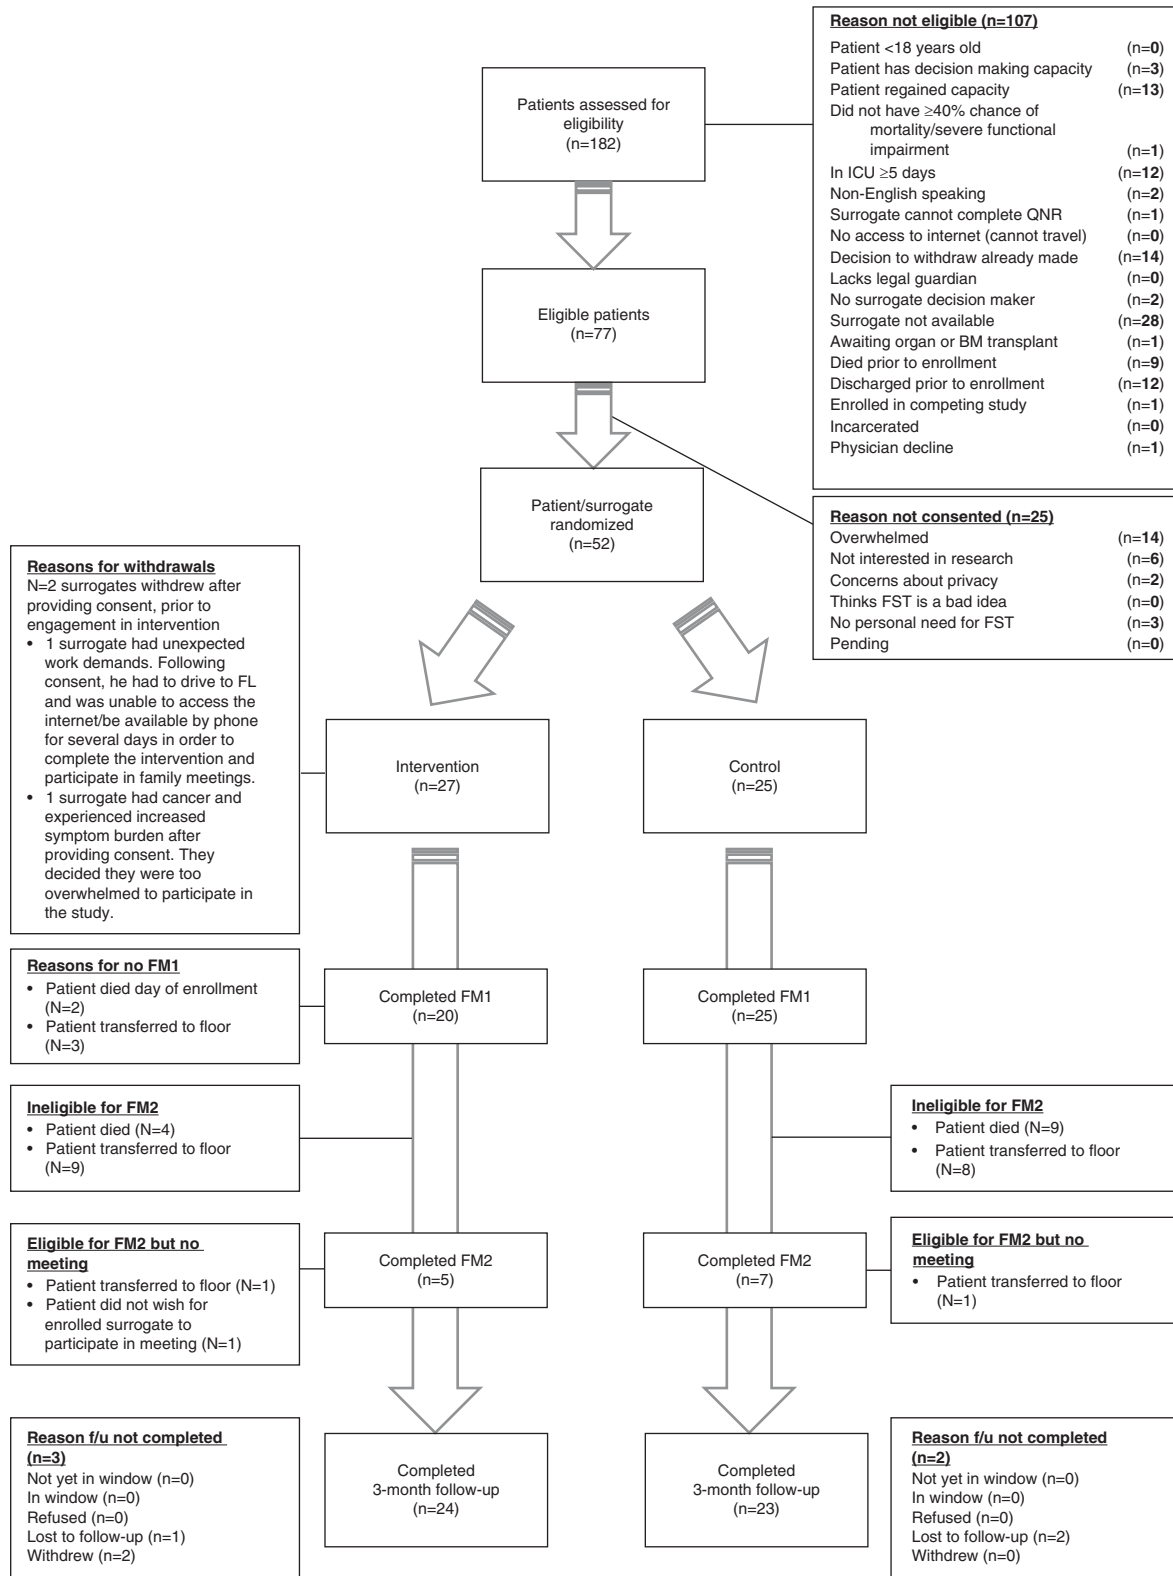 Patients assessed for
eligibility
(n=182)
Reason not eligible (n=107)
Patient <18 years old (n=0)
Patient has decision making capacity (n=3)
Patient regained capacity (n=13)
Did not have ≥40% chance of
mortality/severe functional
impairment (n=1)
In ICU ≥5 days (n=12)
Non-English speaking (n=2)
Surrogate cannot complete QNR (n=1)
No access to internet (cannot travel) (n=0)
Decision to withdraw already made (n=14)
Lacks legal guardian (n=0)
No surrogate decision maker (n=2)
Surrogate not available (n=28)
Awaiting organ or BM transplant (n=1)
Died prior to enrollment (n=9)
Discharged prior to enrollment (n=12)
Enrolled in competing study (n=1)
Incarcerated (n=0)
Physician decline (n=1)
Eligible patients
(n=77)
Reason not consented (n=25)
Overwhelmed (n=14)
Not interested in research (n=6)
Concerns about privacy (n=2)
Thinks FST is a bad idea (n=0)
No personal need for FST (n=3)
Pending (n=0)
Patient/surrogate
randomized
(n=52)
Reasons for withdrawals
N=2 surrogates withdrew after
providing consent, prior to
engagement in intervention
• 1 surrogate had unexpected
work demands. Following
consent, he had to drive to FL
and was unable to access the
internet/be available by phone
for several days in order to
complete the intervention and
participate in family meetings.
• 1 surrogate had cancer and
experienced increased
symptom burden after
providing consent. They
decided they were too
overwhelmed to participate in
the study.
Intervention
(n=27)
Control
(n=25)
Reasons for no FM1
• Patient died day of enrollment
(N=2)
• Patient transferred to floor
(N=3)
Completed FM1
(n=20)
Completed FM1
(n=25)
Ineligible for FM2
• Patient died (N=4)
• Patient transferred to floor
(N=9)
Ineligible for FM2
• Patient died (N=9)
• Patient transferred to floor
(N=8)
Eligible for FM2 but no
meeting
• Patient transferred to floor (N=1)
• Patient did not wish for
enrolled surrogate to
participate in meeting (N=1)
Completed FM2
(n=5)
Completed FM2
(n=7)
Eligible for FM2 but no
meeting
• Patient transferred to floor
(N=1)
Reason f/u not completed
(n=3)
Not yet in window (n=0)
In window (n=0)
Refused (n=0)
Lost to follow-up (n=1)
Withdrew (n=2)
Completed
3-month follow-up
(n=24)
Completed
3-month follow-up
(n=23)
Reason f/u not completed
(n=2)
Not yet in window (n=0)
In window (n=0)
Refused (n=0)
Lost to follow-up (n=2)
Withdrew (n=0)